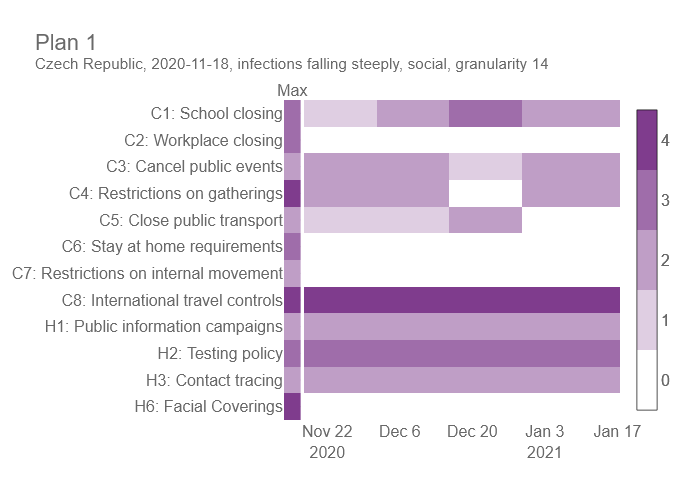 Plan 1
Czech Republic, 2020-11-18, infections falling steeply, social, granularity 14
Max
C1: School closing
C2: Workplace closing
C3: Cancel public events
C4: Restrictions on gatherings
C5: Close public transport
C6: Stay at home requirements
C7: Restrictions on internal movement
C8: International travel controls
H1: Public information campaigns
H2: Testing policy
H3: Contact tracing
H6: Facial Coverings
4
3
2
1
0
Nov 22 Dec 6 Dec 20 Jan 3 Jan 17
2020 2021